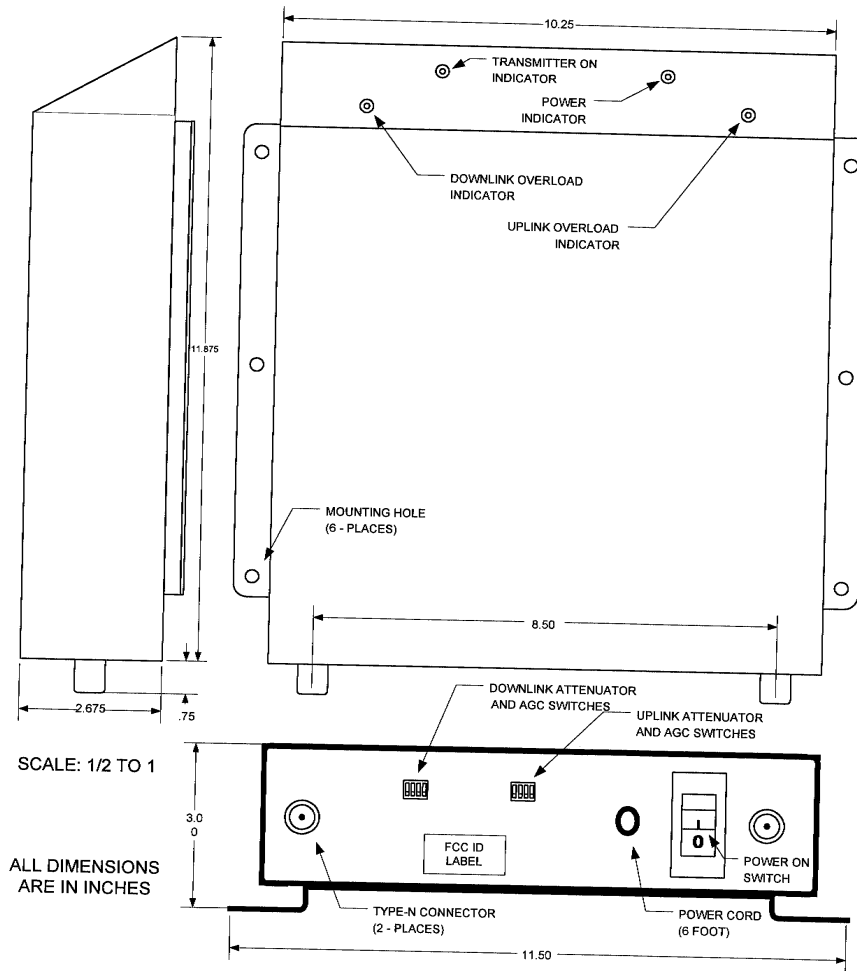 10.25
TRANSMITTER ON
INDICATOR
POWER
INDICATOR
DOWNLINK OVERLOAD
INDICATOR
UPLINK OVERLOAD
INDICATOR
11.875
MOUNTING HOLE
(6 - PLACES)
8.50
2.675
.75
DOWNLINK ATTENUATOR
AND AGC SWITCHES
UPLINK ATTENUATOR
AND AGC SWITCHES
SCALE: 1/2 TO 1
3.0
0
FCC ID
LABEL
I
0
POWER ON
SWITCH
ALL DIMENSIONS
ARE IN INCHES
TYPE-N CONNECTOR
(2 - PLACES)
POWER CORD
(6 FOOT)
11.50